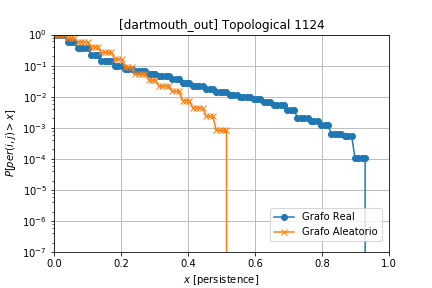 [dartmouth_out] Topological 1124
10^0
10^-1
10^-2
10^-3
10^-4
10^-5
10^-6
10^-7
P[per(i, j) > x]
Grafo Real
Grafo Aleatorio
0.0 0.2 0.4 0.6 0.8 1.0
x [persistence]